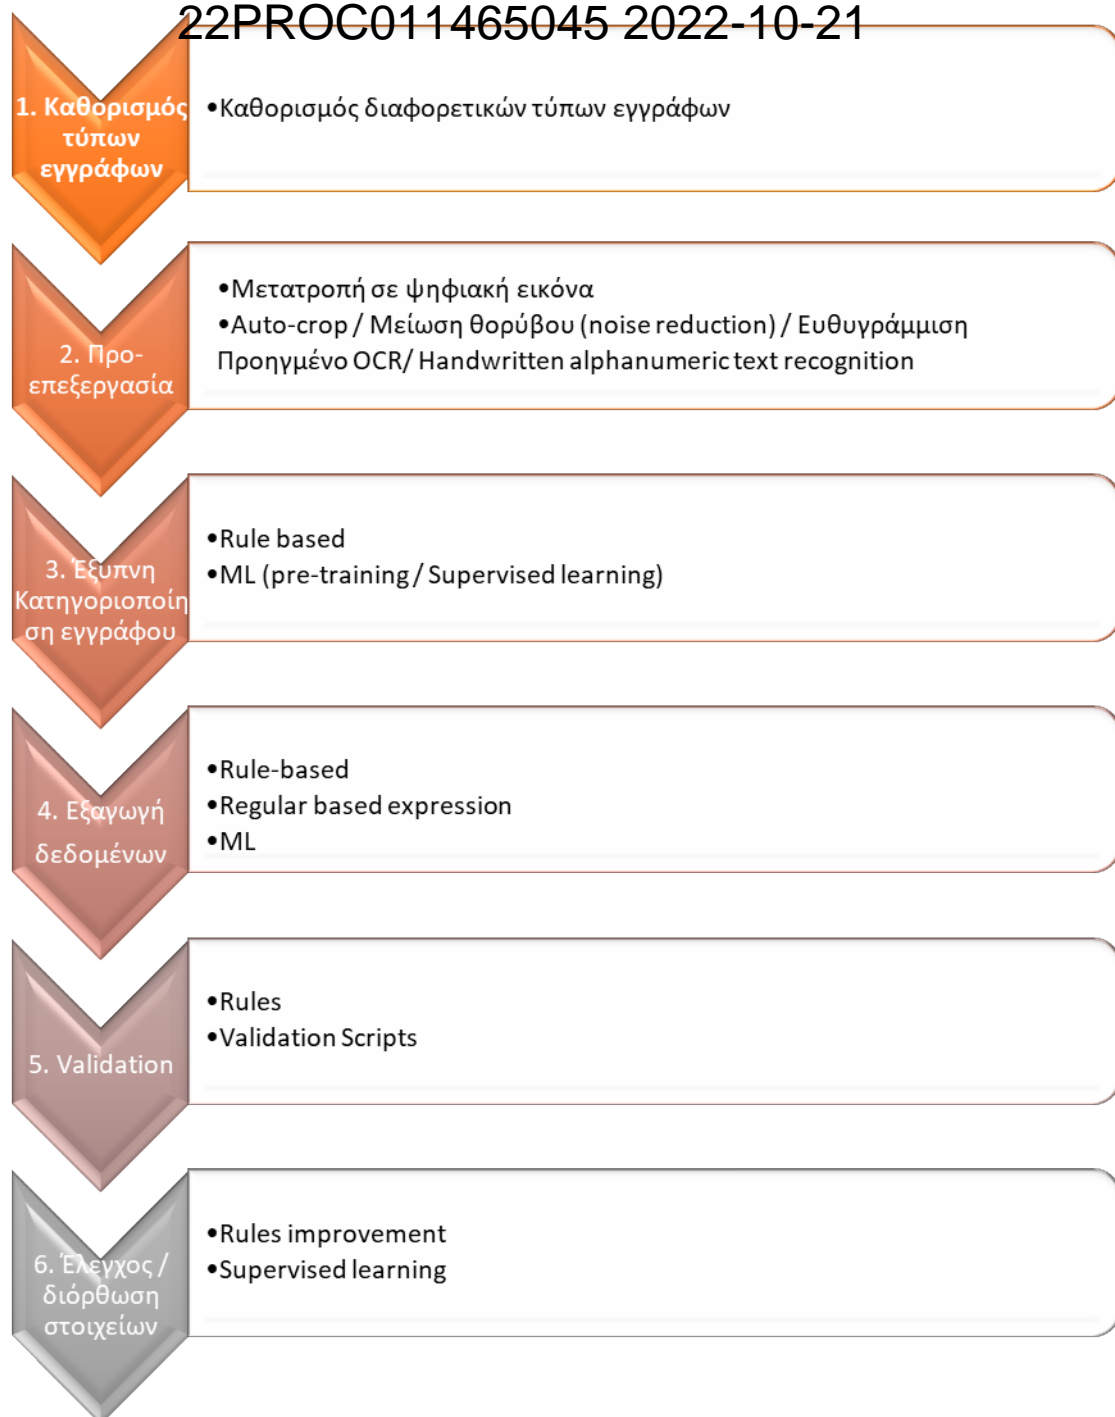 22PROC011465045 2022-10-21
1. Καθορισμός
τύπων
εγγράφων
•Καθορισμός διαφορετικών τύπων εγγράφων
2. Προ-
επεξεργασία
•Μετατροπή σε ψηφιακή εικόνα
•Auto-crop / Μείωση θορύβου (noise reduction) / Ευθυγράμμιση
Προηγμένο OCR/ Handwritten alphanumeric text recognition
3. Έξυπνη
Κατηγοριοποίη
ση εγγράφου
•Rule based
•ML (pre-training / Supervised learning)
4. Εξαγωγή
δεδομένων
•Rule-based
•Regular based expression
•ML
5. Validation
•Rules
•Validation Scripts
6. Έλεγχος /
διόρθωση
στοιχείων
•Rules improvement
•Supervised learning